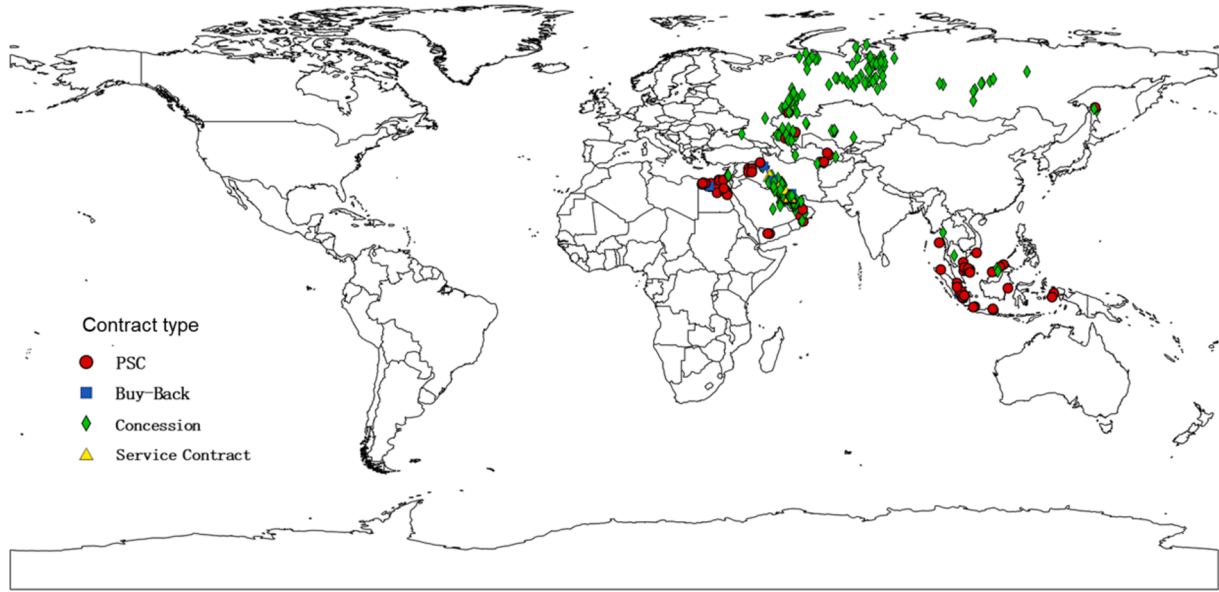 Contract type
PSC
Buy-Back
Concession
Service Contract